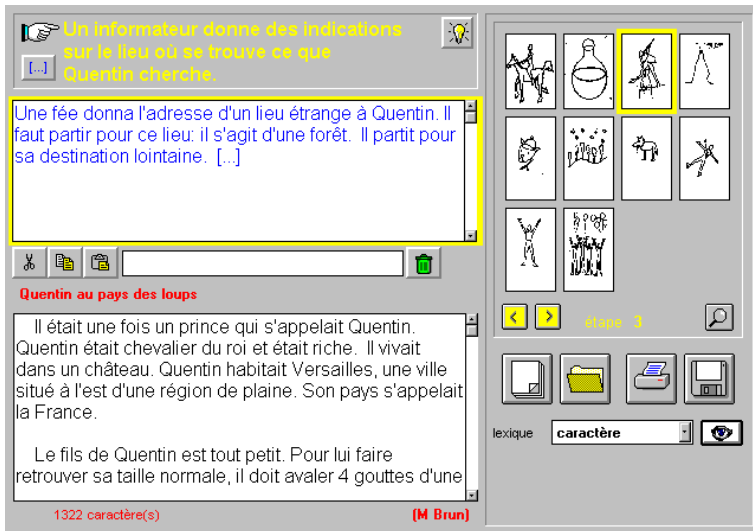 Un informateur donne des indications
sur le lieu où se trouve ce que
Quentin cherche.
[...]
Une fée donna l'adresse d'un lieu étrange à Quentin. Il
faut partir pour ce lieu: il s'agit d'une forêt. Il partit pour
sa destination lointaine. [...]
Quentin au pays des loups
Il était une fois un prince qui s'appelait Quentin.
Quentin était chevalier du roi et était riche. Il vivait
dans un château. Quentin habitait Versailles, une ville
situé à l'est d'une région de plaine. Son pays s'appelait
la France.
Le fils de Quentin est tout petit. Pour lui faire
retrouver sa taille normale, il doit avaler 4 gouttes d'une
1322 caractère(s)
(M Brun)
< >
étape 3
lexique
caractère